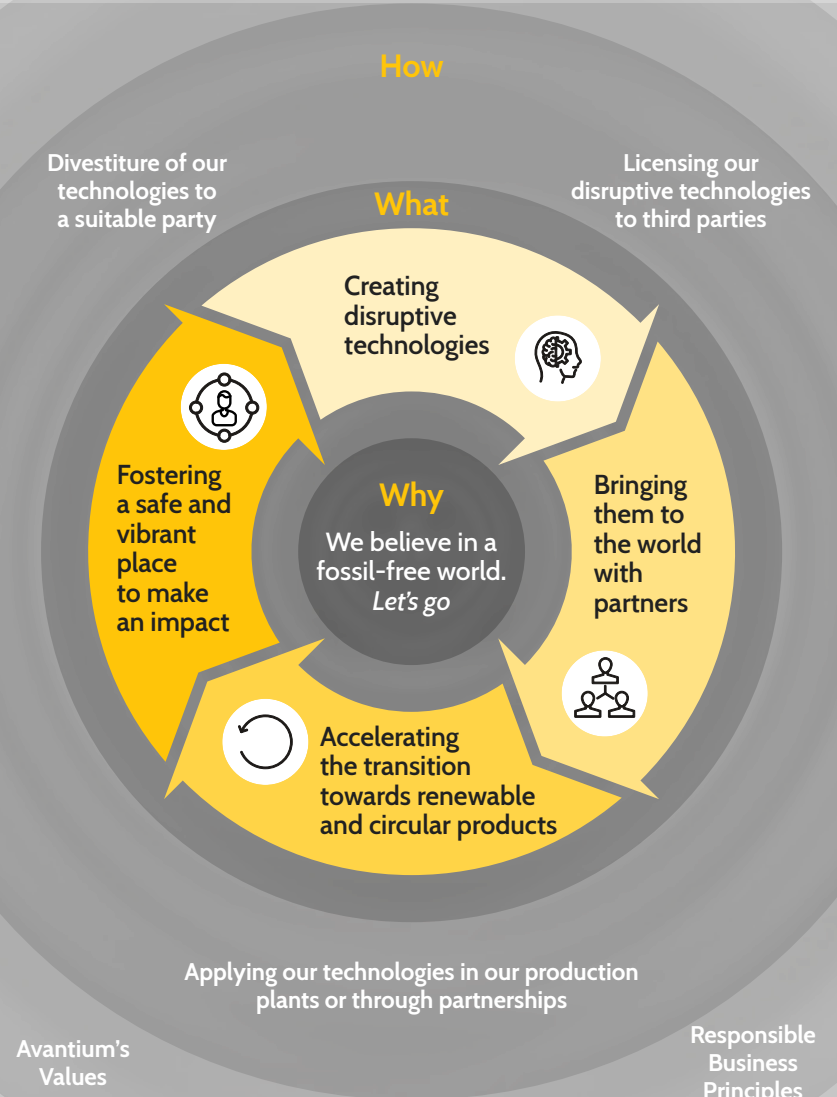 How
Divestiture of our
technologies to
a suitable party
Licensing our
disruptive technologies
to third parties
What
Creating
disruptive
technologies
Bringing
them to
the world
with
partners
Accelerating
the transition
towards renewable
and circular products
Fostering
a safe and
vibrant
place
to make
an impact
Why
We believe in a
fossil-free world.
Let's go
Applying our technologies in our production
plants or through partnerships
Avantium's
Values
Responsible
Business
Principles